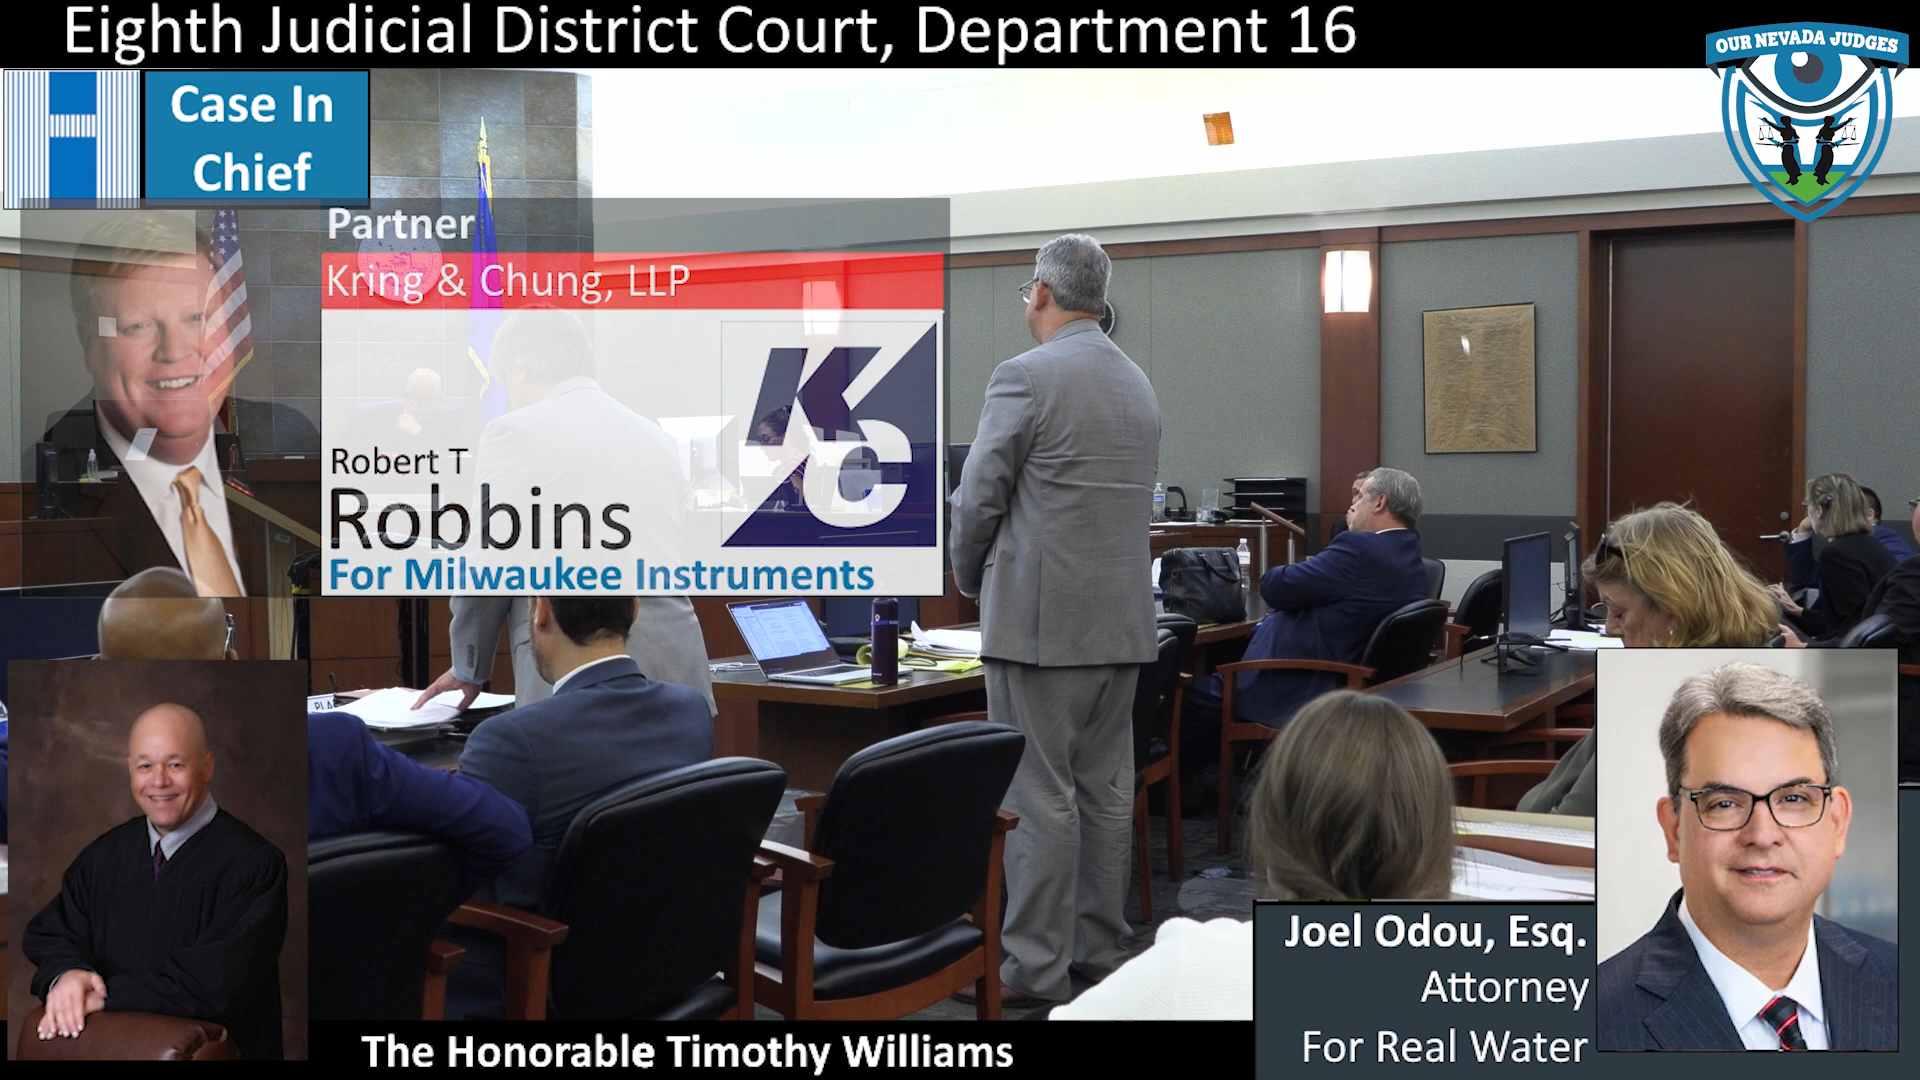 Eighth Judicial District Court, Department 16
OUR NEVADA JUDGES
Case In
Chief
Partner
Kring & Chung, LLP
KC
Robert T
Robbins
For Milwaukee Instruments
Joel Odou, Esq.
Attorney
For Real Water
The Honorable Timothy Williams